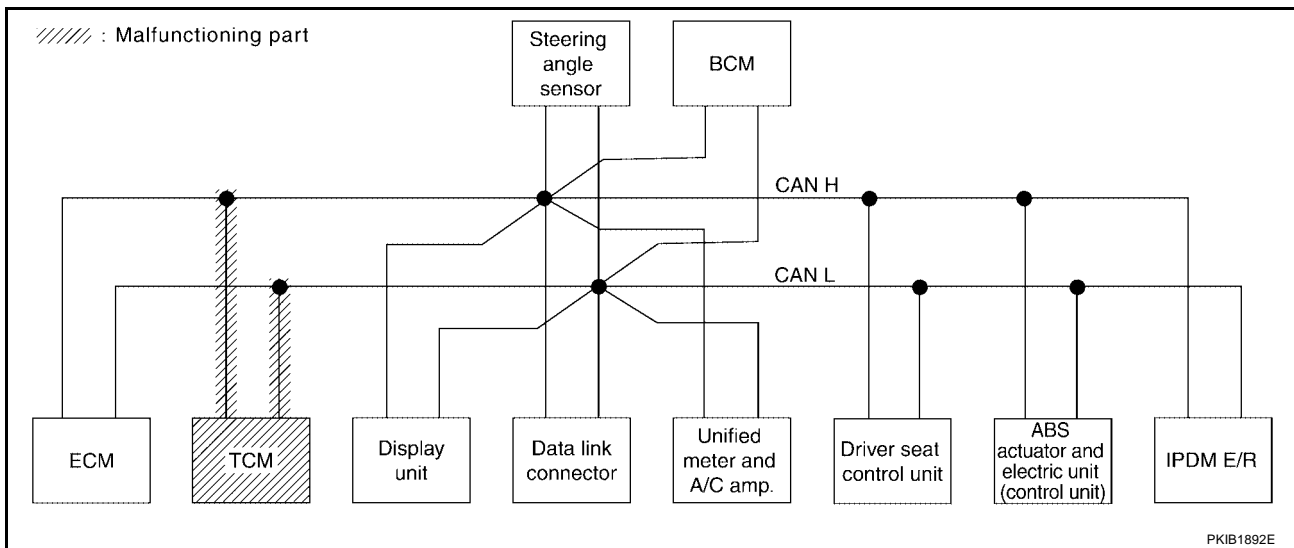 : Malfunctioning part
Steering
angle
sensor
BCM
CAN H
CAN L
ECM
TCM
Display
unit
Data link
connector
Unified
meter and
A/C amp.
Driver seat
control unit
ABS
actuator and
electric unit
(control unit)
IPDM E/R
PKIB1892E